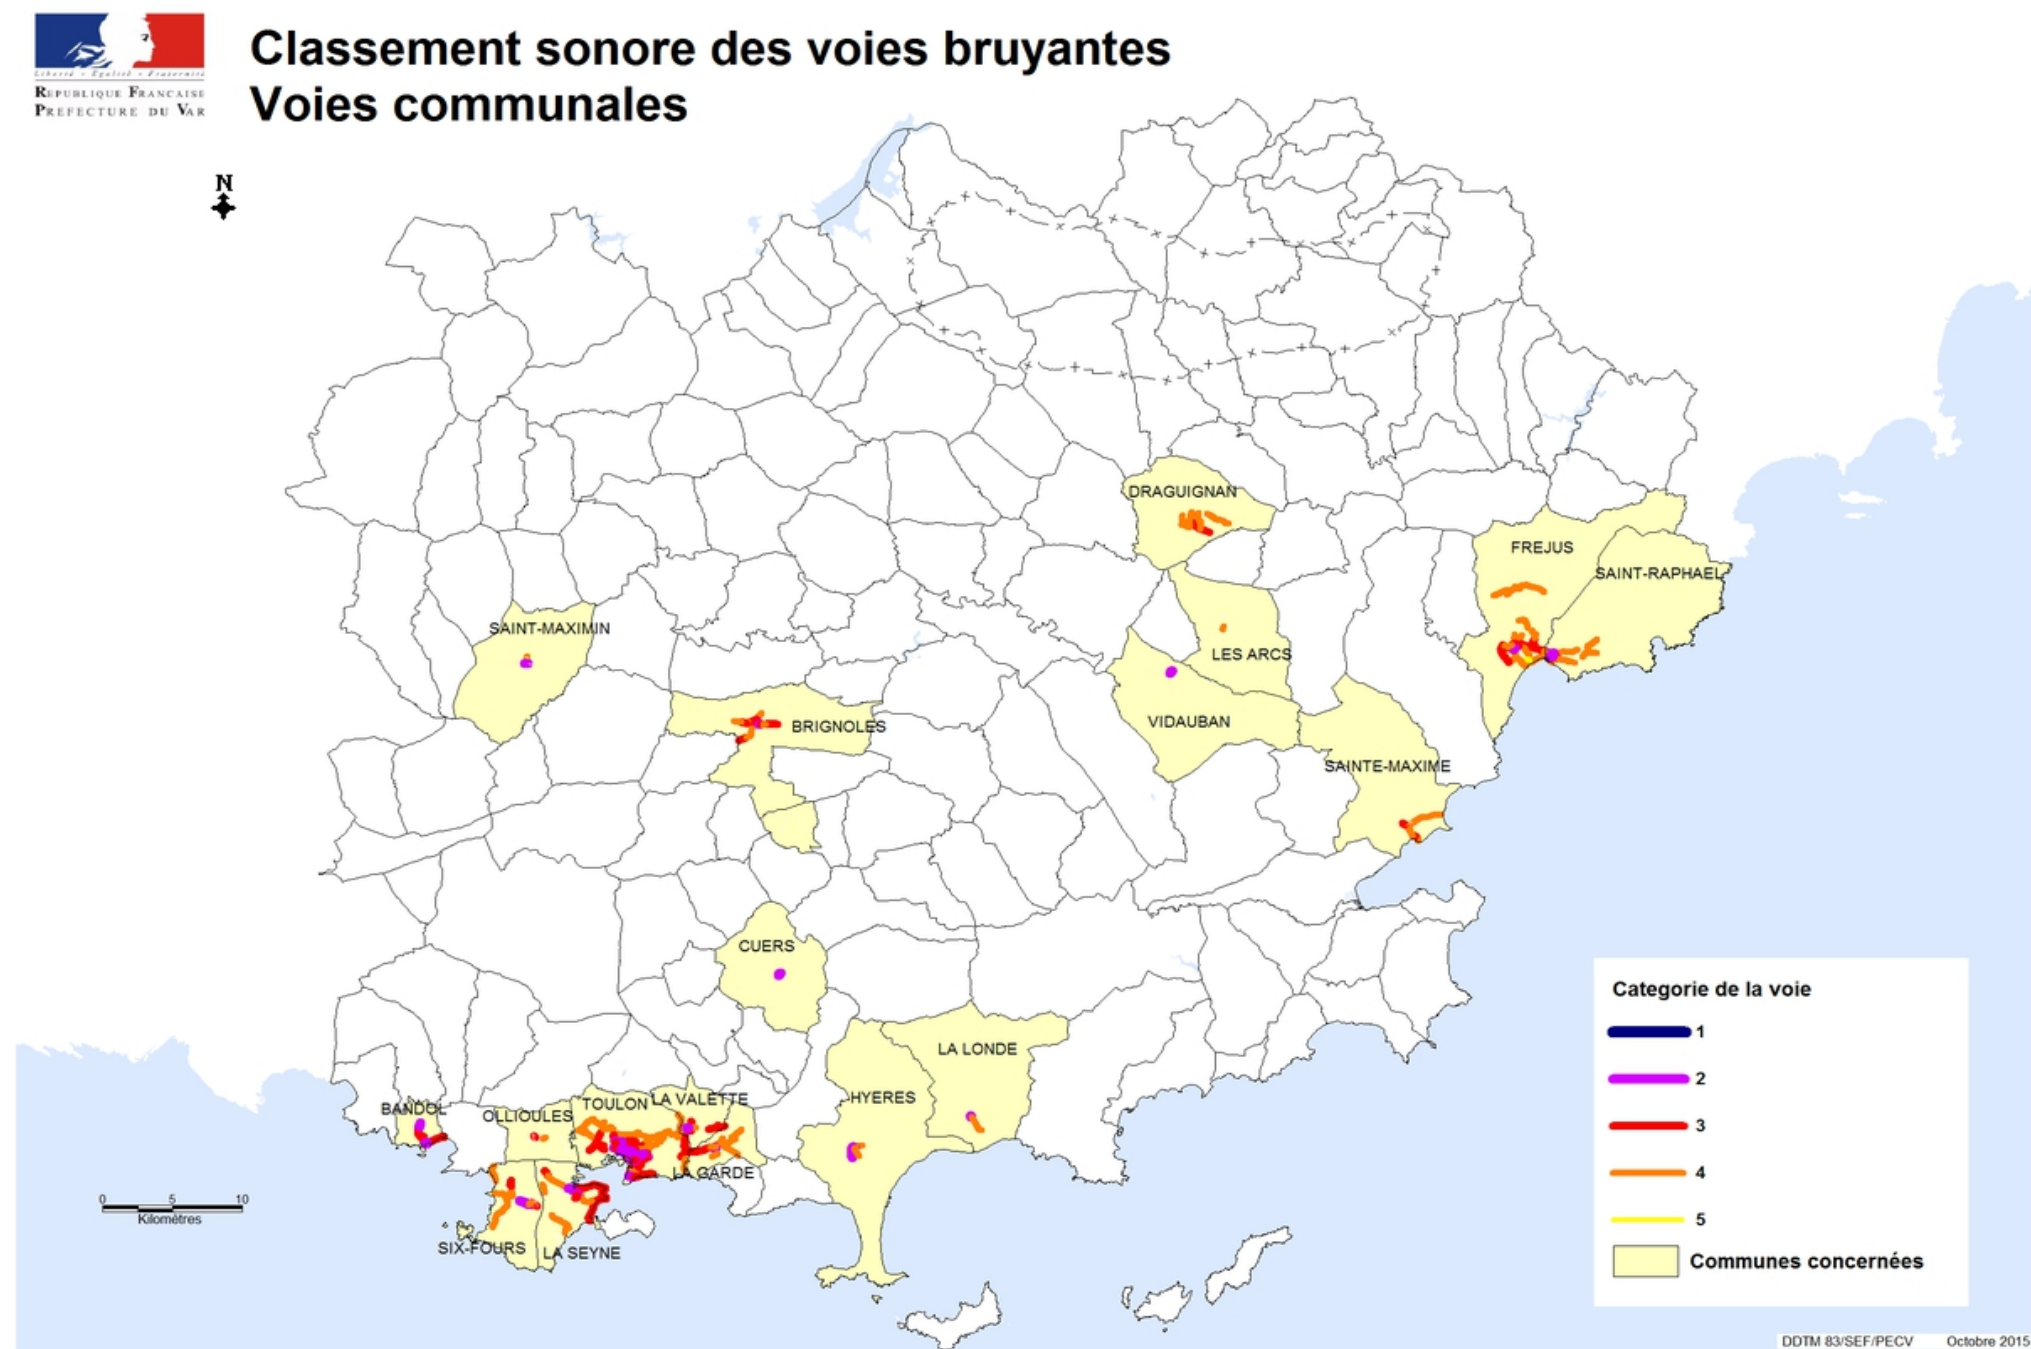 Classement sonore des voies bruyantes
Voies communales
Liberté • Égalité • Fraternité
REPUBLIQUE FRANCAISE
PREFECTURE DU VAR
N
DRAGUIGNAN
FREJUS
SAINT-RAPHAEL
SAINT-MAXIMIN
LES ARCS
BRIGNOLES
VIDAUBAN
SAINTE-MAXIME
CUERS
LA LONDE
HYERES
BANDOL
OLLIOULES
TOULON
LA VALETTE
LA GARDE
SIX-FOURS
LA SEYNE
0 5 10
Kilomètres
Categorie de la voie
1
2
3
4
5
Communes concernées
DDTM 83/SEF/PECV Octobre 2015